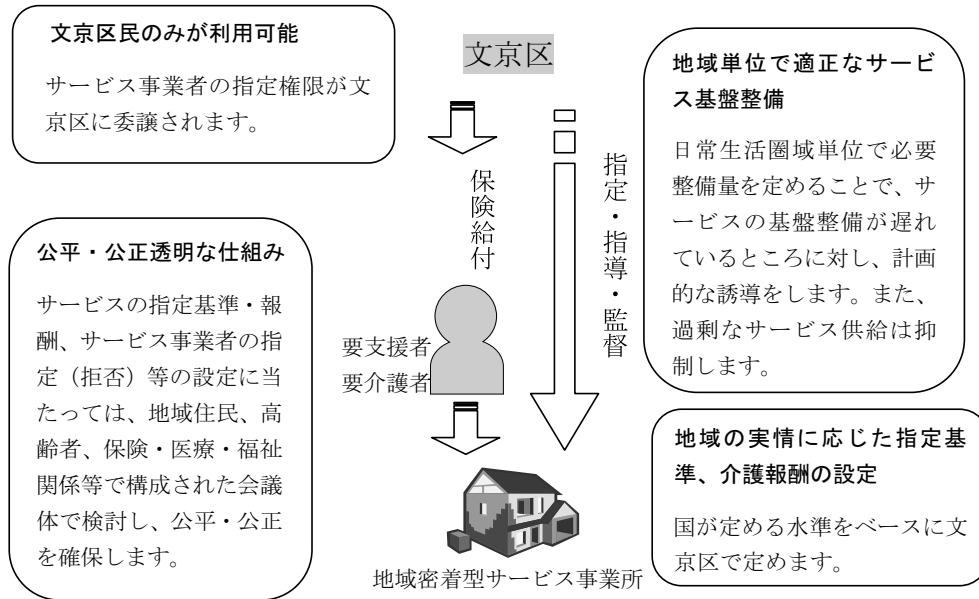 文京区民のみが利用可能
サービス事業者の指定権限が文
京区に委譲されます。
公平・公正透明な仕組み
サービスの指定基準・報
酬、サービス事業者の指
定（拒否）等の設定に当
たっては、地域住民、高
齢者、保険・医療・福祉
関係等で構成された会議
体で検討し、公平・公正
を確保します。
文京区
保険給付
指定・指導・監督
要支援者
要介護者
地域密着型サービス事業所
地域単位で適正なサービ
ス基盤整備
日常生活圏域単位で必要
整備量を定めることで、サ
ービスの基盤整備が遅れ
ているところに対し、計画
的な誘導をします。また、
過剰なサービス供給は抑
制します。
地域の実情に応じた指定基
準、介護報酬の設定
国が定める水準をベースに文
京区で定めます。